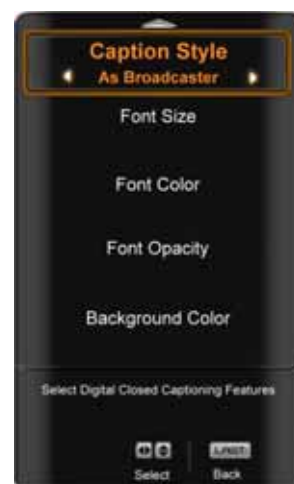 Caption Style
As Broadcaster
Font Size
Font Color
Font Opacity
Background Color
Select Digital Closed Captioning Features
Select Back